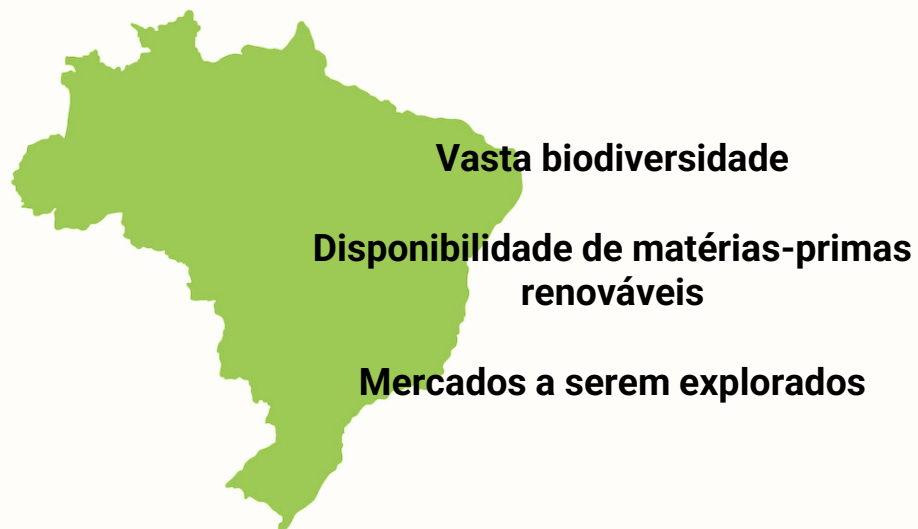 Vasta biodiversidade
Disponibilidade de matérias-primas
renováveis
Mercados a serem explorados